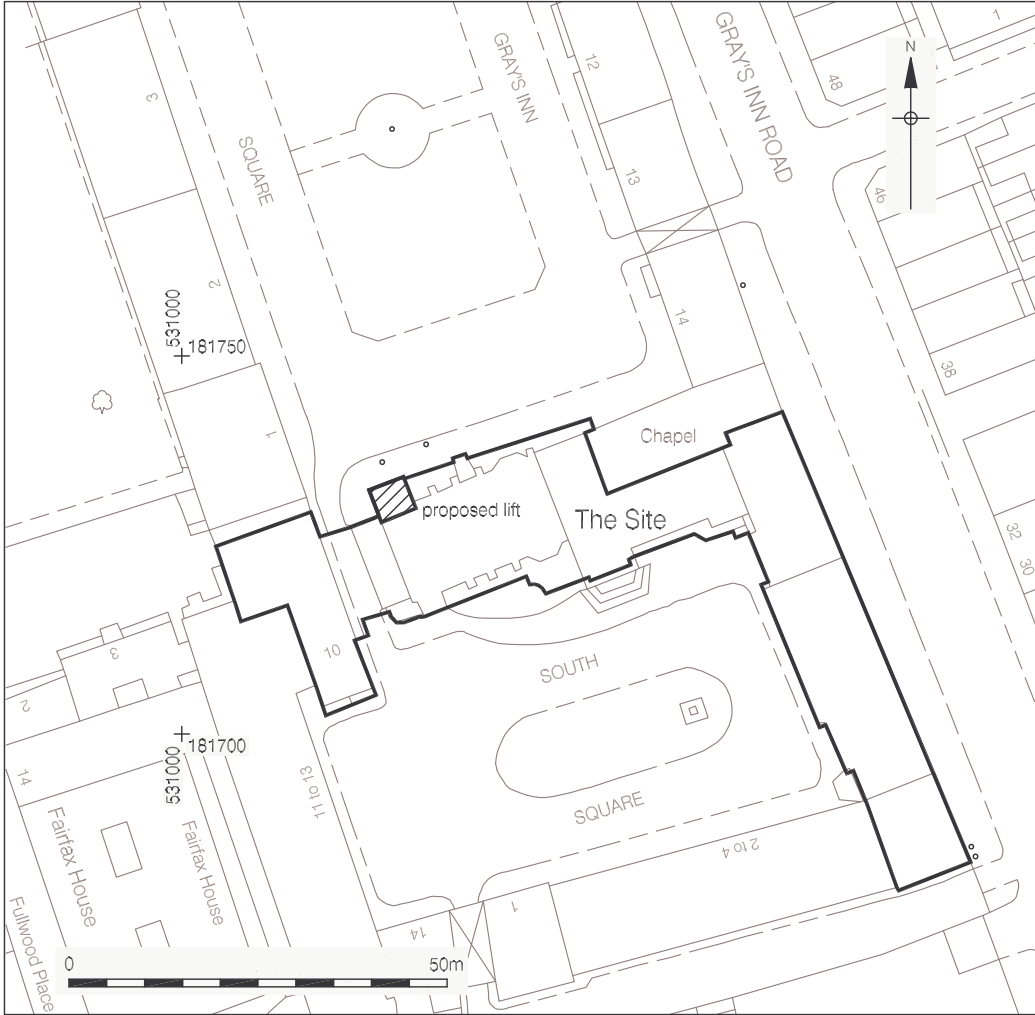 1
3
12
GRAY'S INN
GRAY'S INN ROAD
48
N
SQUARE
13
46
2
531000
181750
14
38
1
Chapel
proposed lift
The Site
32
30
10
3
SOUTH
2
531000
181700
14
11 to 13
Fairfax House
Fairfax House
SQUARE
2 to 4
1
14
Fullwood Place
0
50m